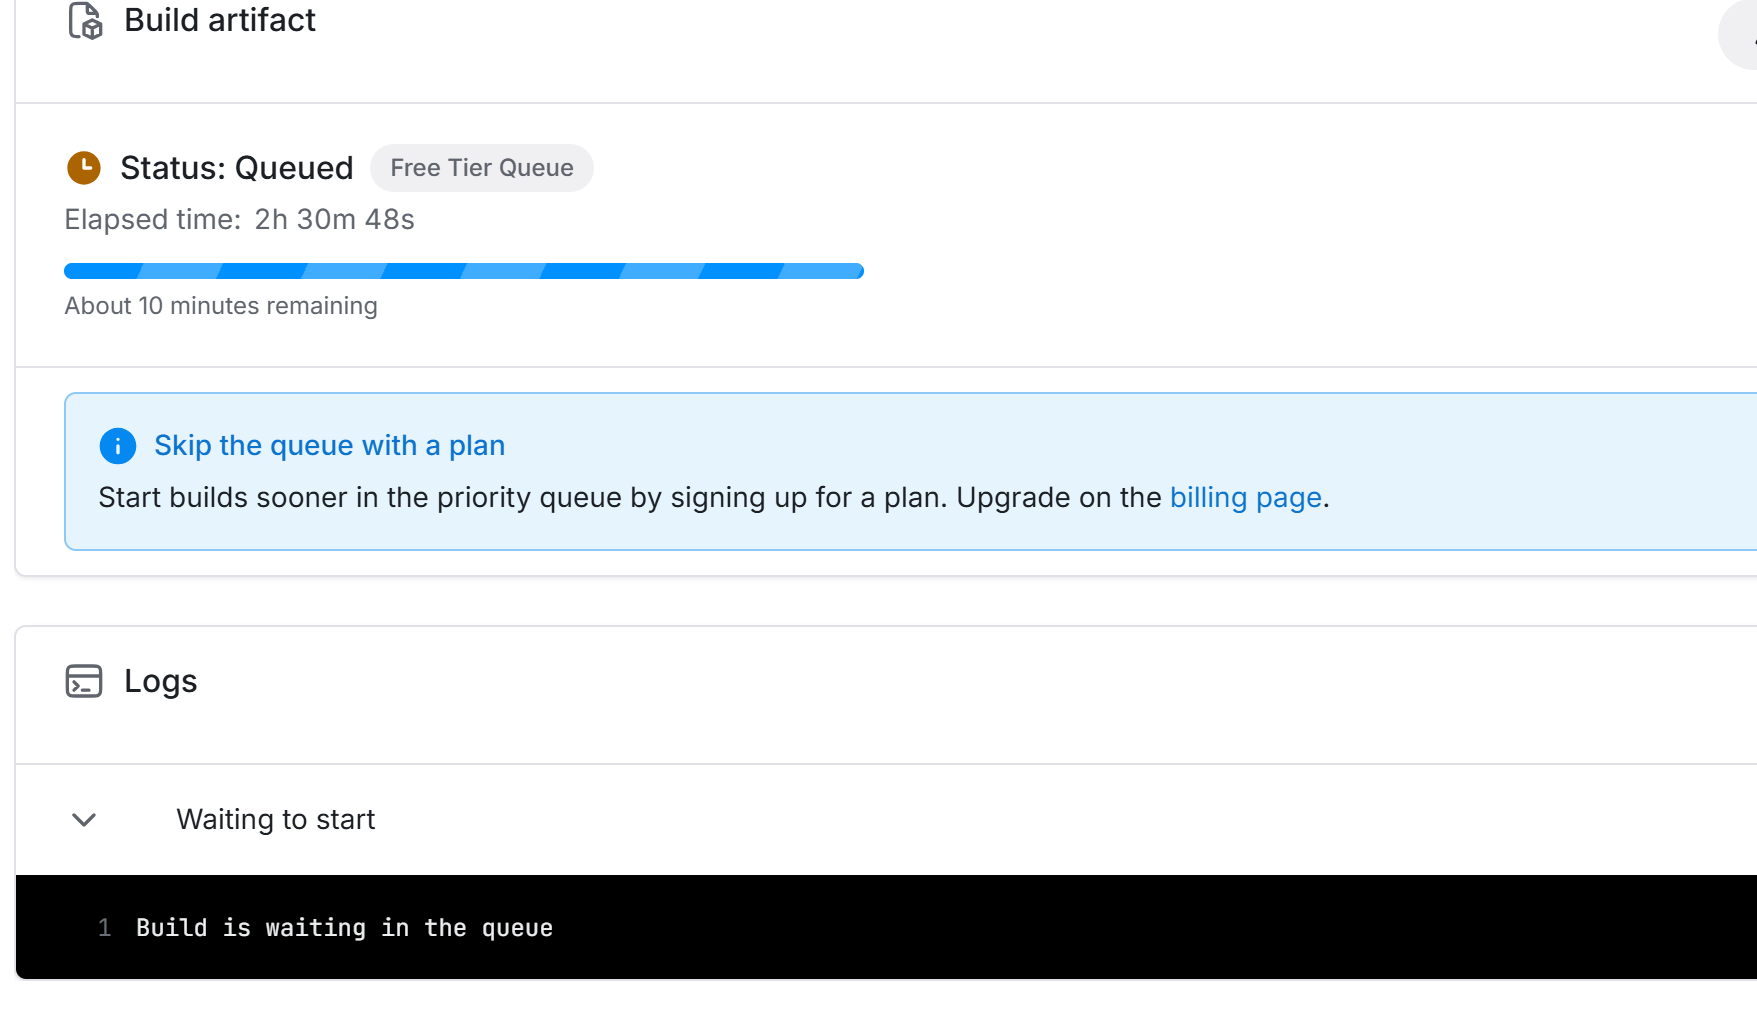 Build artifact
Status: Queued
Free Tier Queue
Elapsed time: 2h 30m 48s
About 10 minutes remaining
Skip the queue with a plan
Start builds sooner in the priority queue by signing up for a plan. Upgrade on the billing page.
Logs
Waiting to start
1 Build is waiting in the queue